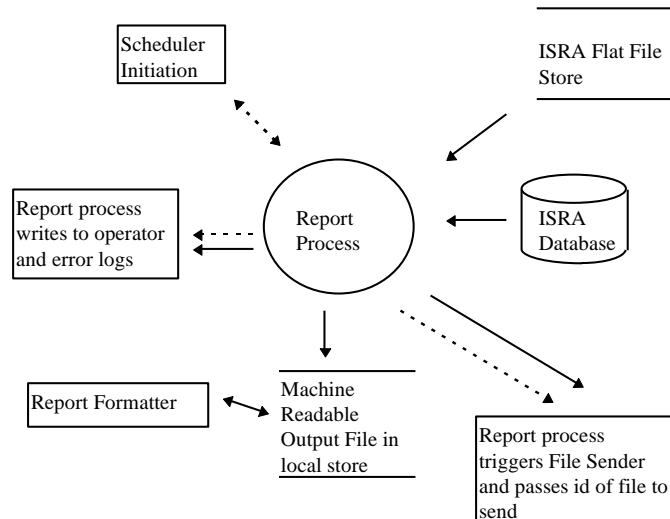 Scheduler
Initiation
ISRA Flat File
Store
Report process
writes to operator
and error logs
Report
Process
ISRA
Database
Report Formatter
Machine
Readable
Output File in
local store
Report process
triggers File Sender
and passes id of file to
send